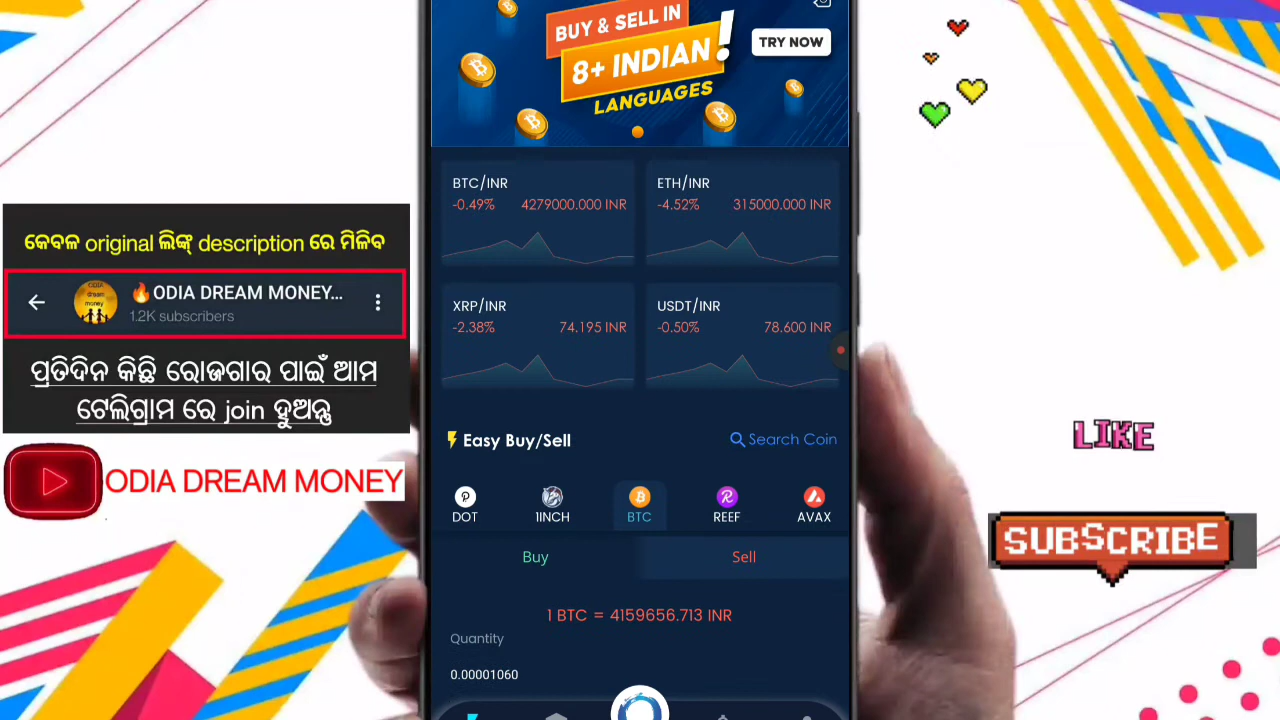 BUY & SELL IN
8+ INDIAN!
LANGUAGES
TRY NOW
BTC/INR
-0.49% 4279000.000 INR
ETH/INR
-4.52% 315000.000 INR
XRP/INR
-2.38% 74.195 INR
USDT/INR
-0.50% 78.600 INR
Easy Buy/Sell
Search Coin
DOT 1INCH BTC REEF AVAX
Buy Sell
1 BTC = 4159656.713 INR
Quantity
0.00001060
କେବଳ original ଲିଙ୍କ୍ description ରେ ମିଳିବ
ODIA dream money
🔥ODIA DREAM MONEY...
1.2K subscribers
ପ୍ରତିଦିନ କିଛି ରୋଜଗାର ପାଇଁ ଆମ
ଟେଲିଗ୍ରାମ ରେ join ହୁଅନ୍ତୁ
ODIA DREAM MONEY
LIKE
SUBSCRIBE